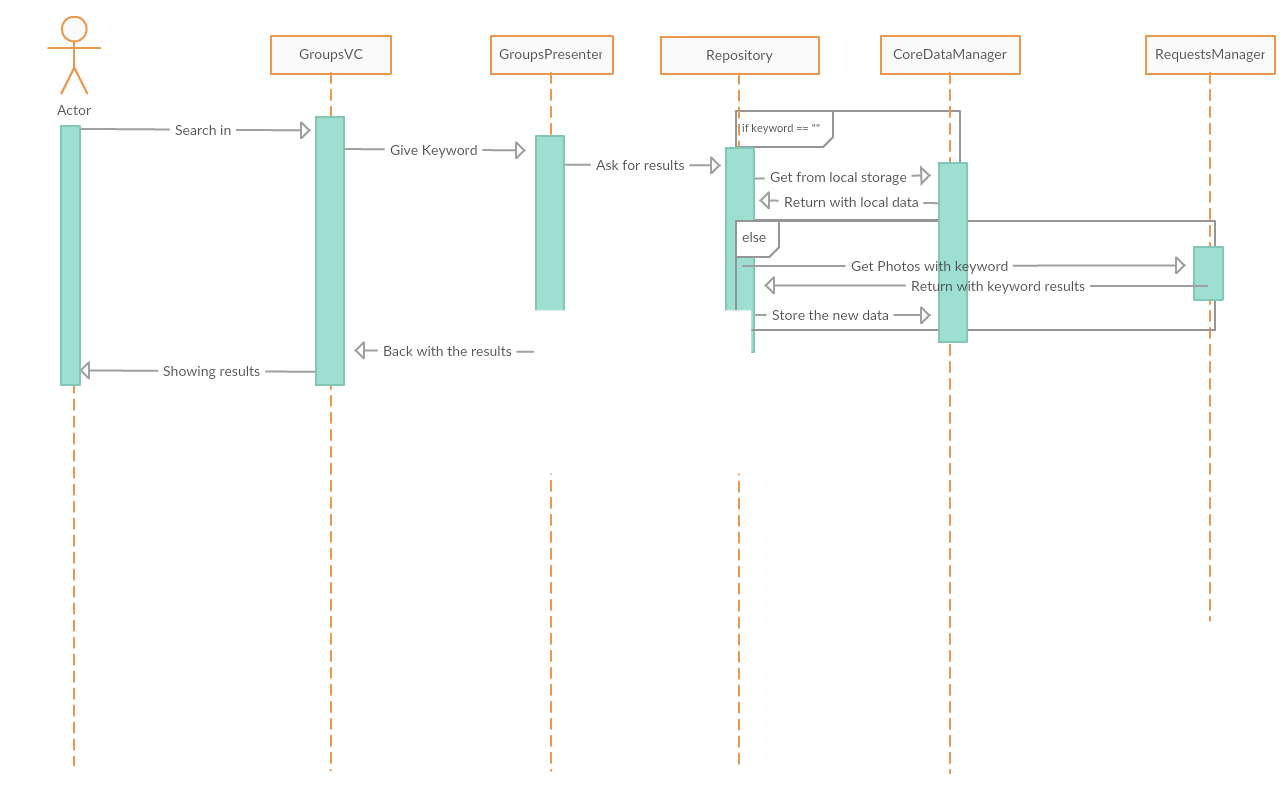 GroupsVC
GroupsPresenter
Repository
CoreDataManager
RequestsManager
Actor
Search in
if keyword == ""
Give Keyword
Ask for results
Get from local storage
Return with local data
else
Get Photos with keyword
Return with keyword results
Store the new data
Back with the results
Showing results